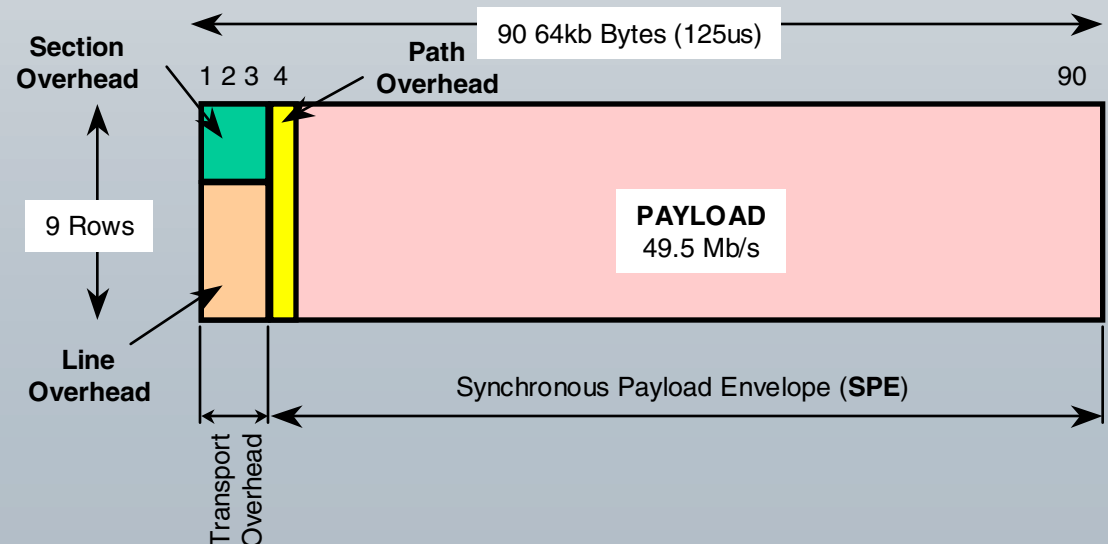 90 64kb Bytes (125us)
Section
Overhead
Path
Overhead
1 2 3 4
90
9 Rows
PAYLOAD
49.5 Mb/s
Line
Overhead
Synchronous Payload Envelope (SPE)
Transport
Overhead